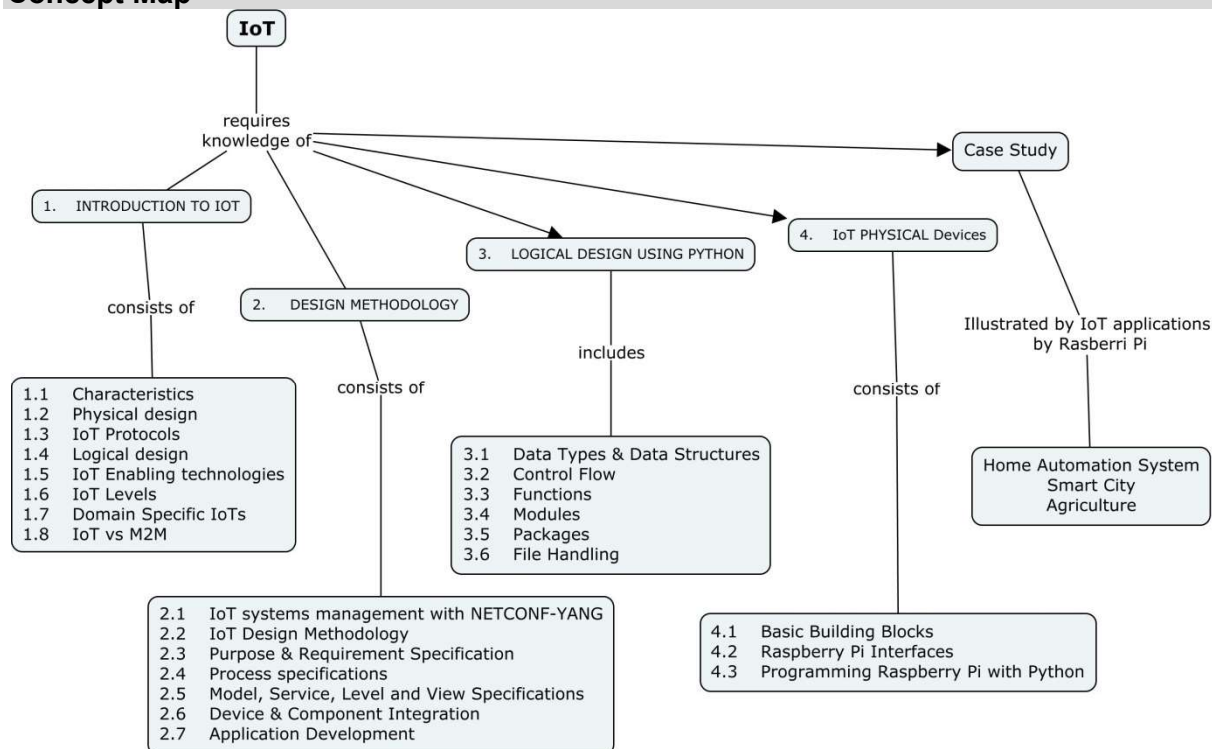 Concept Map
IoT
requires
knowledge of
Case Study
1. INTRODUCTION TO IOT
4. IoT PHYSICAL Devices
3. LOGICAL DESIGN USING PYTHON
2. DESIGN METHODOLOGY
consists of
Illustrated by IoT applications
by Rasberri Pi
includes
consists of
consists of
1.1 Characteristics
1.2 Physical design
1.3 IoT Protocols
1.4 Logical design
1.5 IoT Enabling technologies
1.6 IoT Levels
1.7 Domain Specific IoTs
1.8 IoT vs M2M
3.1 Data Types & Data Structures
3.2 Control Flow
3.3 Functions
3.4 Modules
3.5 Packages
3.6 File Handling
Home Automation System
Smart City
Agriculture
2.1 IoT systems management with NETCONF-YANG
2.2 IoT Design Methodology
2.3 Purpose & Requirement Specification
2.4 Process specifications
2.5 Model, Service, Level and View Specifications
2.6 Device & Component Integration
2.7 Application Development
4.1 Basic Building Blocks
4.2 Raspberry Pi Interfaces
4.3 Programming Raspberry Pi with Python